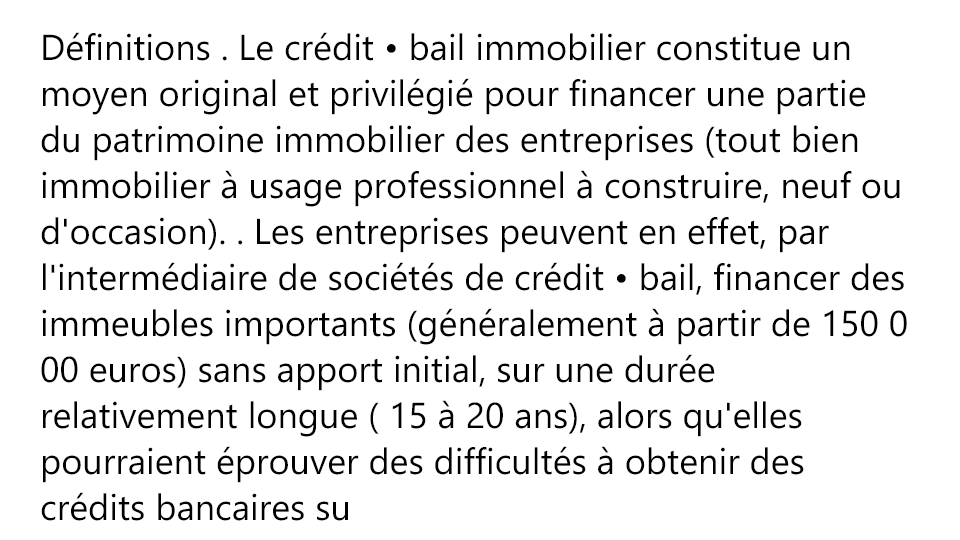 Définitions . Le crédit • bail immobilier constitue un
moyen original et privilégié pour financer une partie
du patrimoine immobilier des entreprises (tout bien
immobilier à usage professionnel à construire, neuf ou
d'occasion). . Les entreprises peuvent en effet, par
l'intermédiaire de sociétés de crédit • bail, financer des
immeubles importants (généralement à partir de 150 0
00 euros) sans apport initial, sur une durée
relativement longue ( 15 à 20 ans), alors qu'elles
pourraient éprouver des difficultés à obtenir des
crédits bancaires su